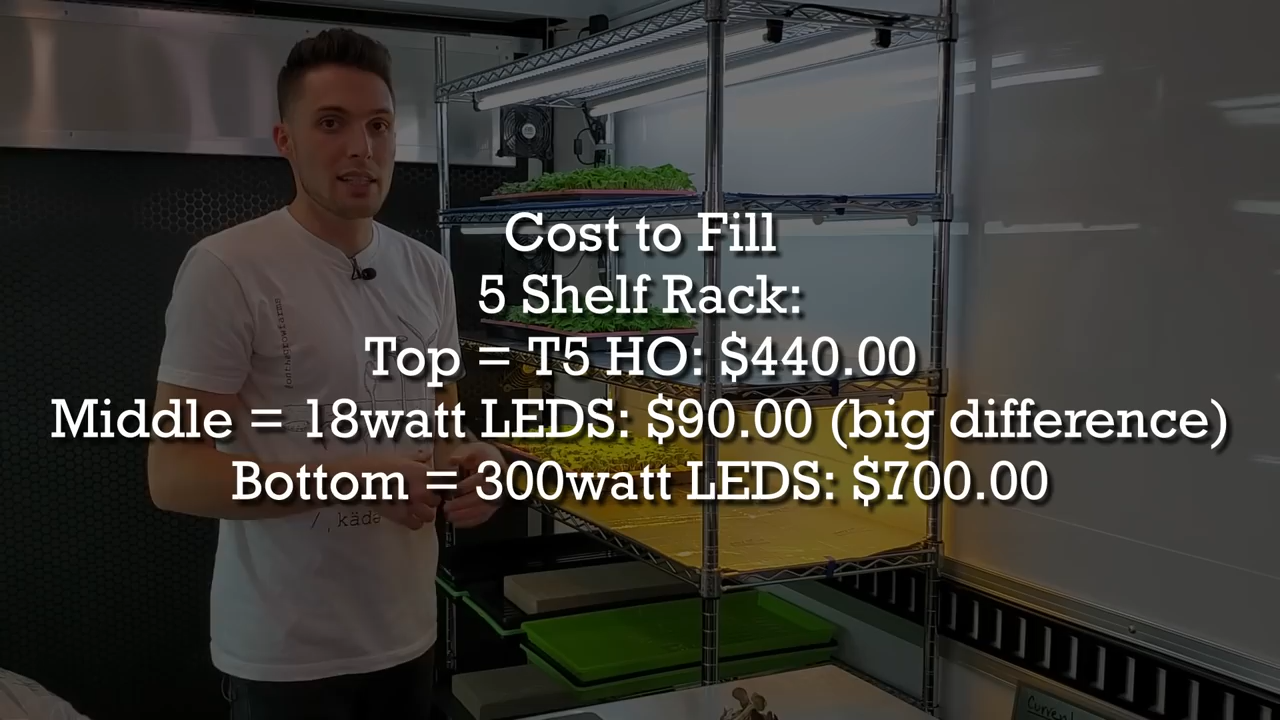 Cost to Fill
5 Shelf Rack:
Top = T5 HO: $440.00
Middle = 18watt LEDS: $90.00 (big difference)
Bottom = 300watt LEDS: $700.00
/ˌkäde